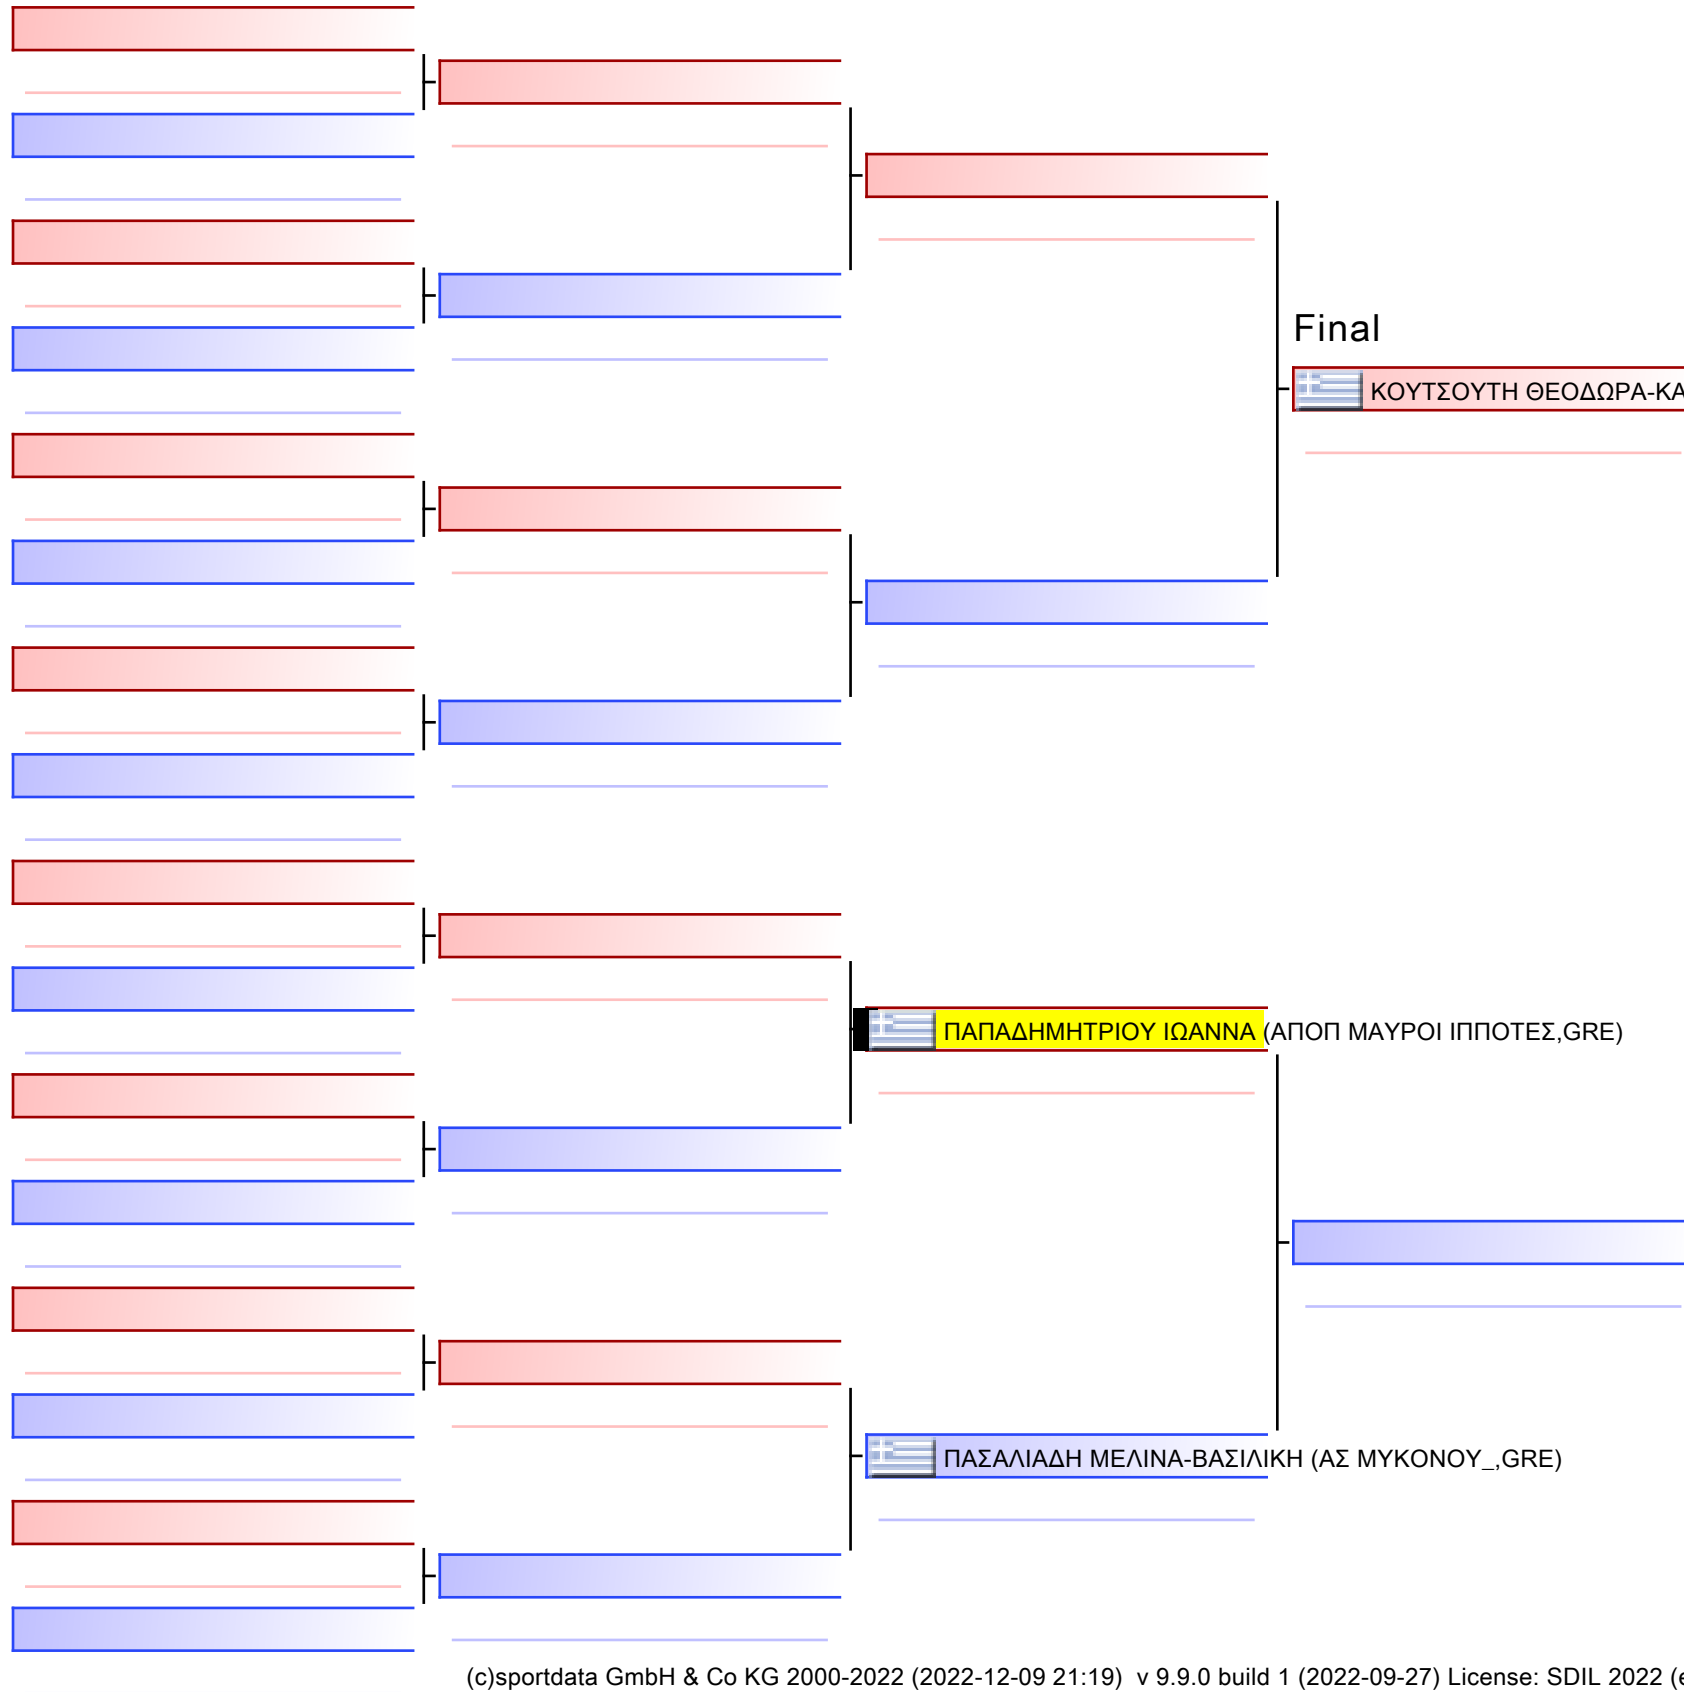 Final
ΚΟΥΤΣΟΥΤΗ ΘΕΟΔΩΡΑ-ΚΑ
ΠΑΠΑΔΗΜΗΤΡΙΟΥ ΙΩΑΝΝΑ (ΑΠΟΠ ΜΑΥΡΟΙ ΙΠΠΟΤΕΣ,GRE)
ΠΑΣΑΛΙΑΔΗ ΜΕΛΙΝΑ-ΒΑΣΙΛΙΚΗ (ΑΣ ΜΥΚΟΝΟΥ_,GRE)
(c)sportdata GmbH & Co KG 2000-2022 (2022-12-09 21:19) v 9.9.0 build 1 (2022-09-27) License: SDIL 2022 (e